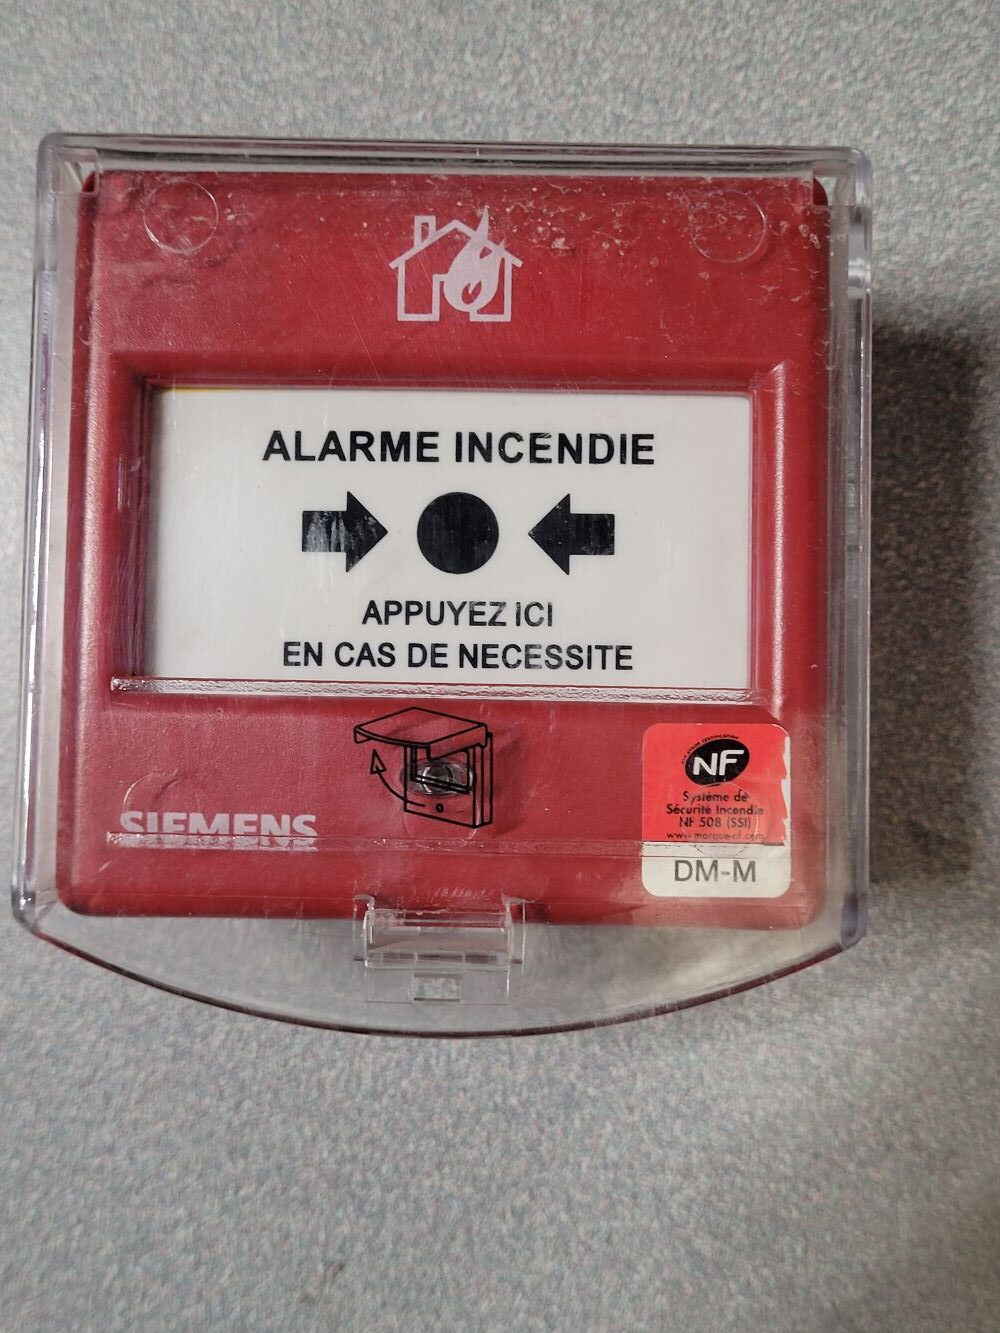 ALARME INCENDIE
APPUYEZ ICI
EN CAS DE NECESSITE
SIEMENS
NF
Système de
Sécurité Incendie
NF 508 (SSI)
www.marque-nf.com
DM-M